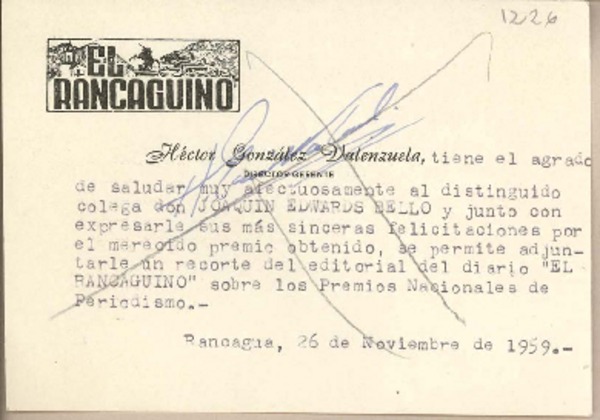 1226
EL
RANCAGUINO
Héctor González Valenzuela, tiene el agrado
DIRECTOR-GERENTE
de saludar muy afectuosamente al distinguido
colega don JOAQUIN EDWARDS BELLO y junto con
expresarle sus más sinceras felicitaciones por
el merecido premio obtenido, se permite adjun-
tarle un recorte del editorial del diario "EL
RANCAGUINO" sobre los Premios Nacionales de
Periodismo.-
Rancagua, 26 de Noviembre de 1959.-